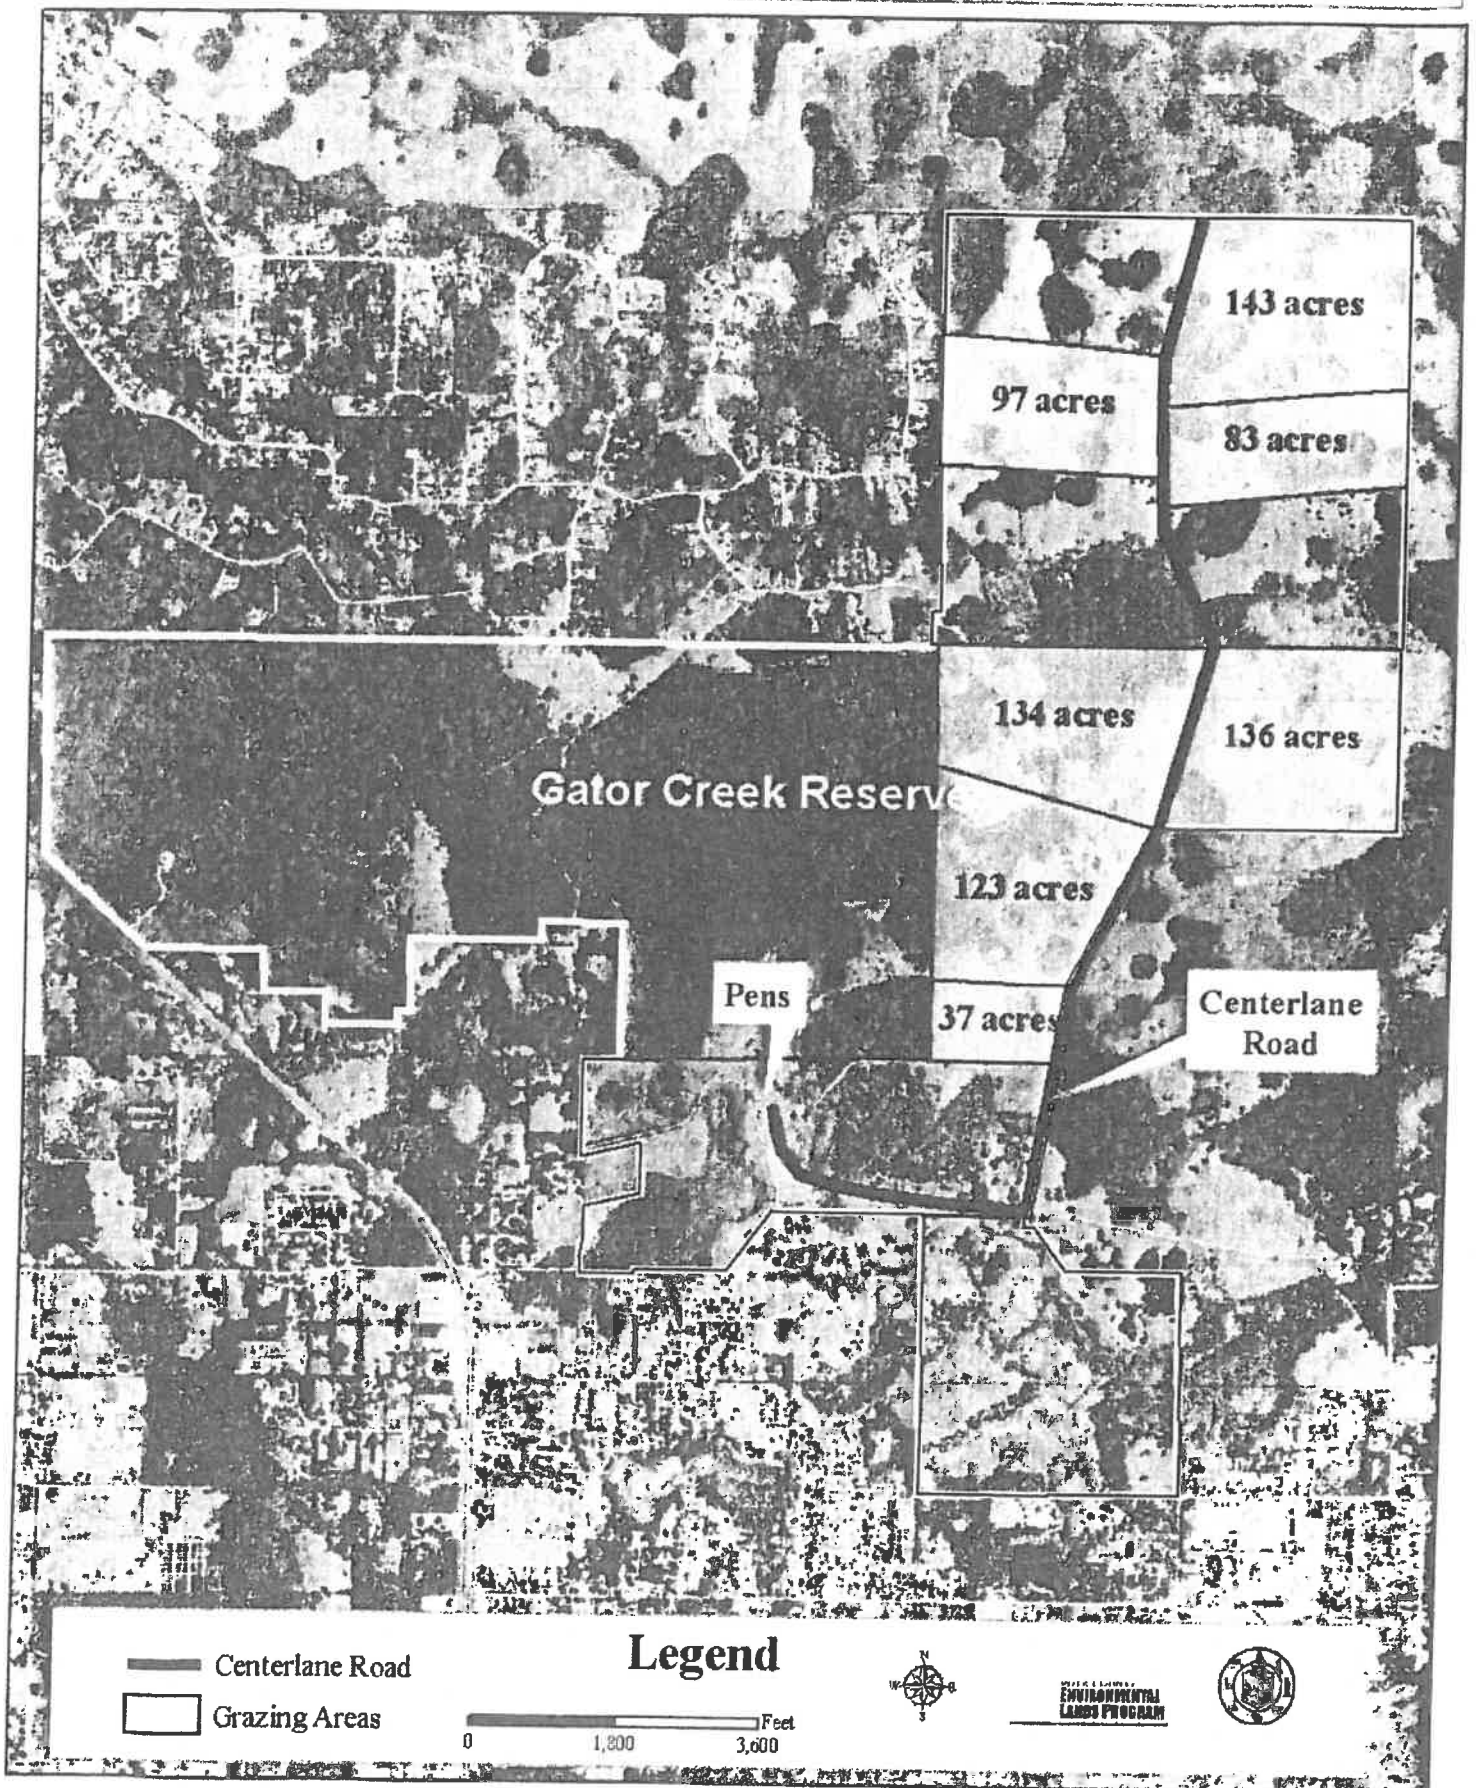 143 acres
97 acres
83 acres
134 acres
136 acres
Gator Creek Reserve
123 acres
Pens
37 acres
Centerlane
Road
Legend
Centerlane Road
Grazing Areas
Feet
0 1,800 3,600
N
W
S
ENVIRONMENTAL
LANDS PROGRAM